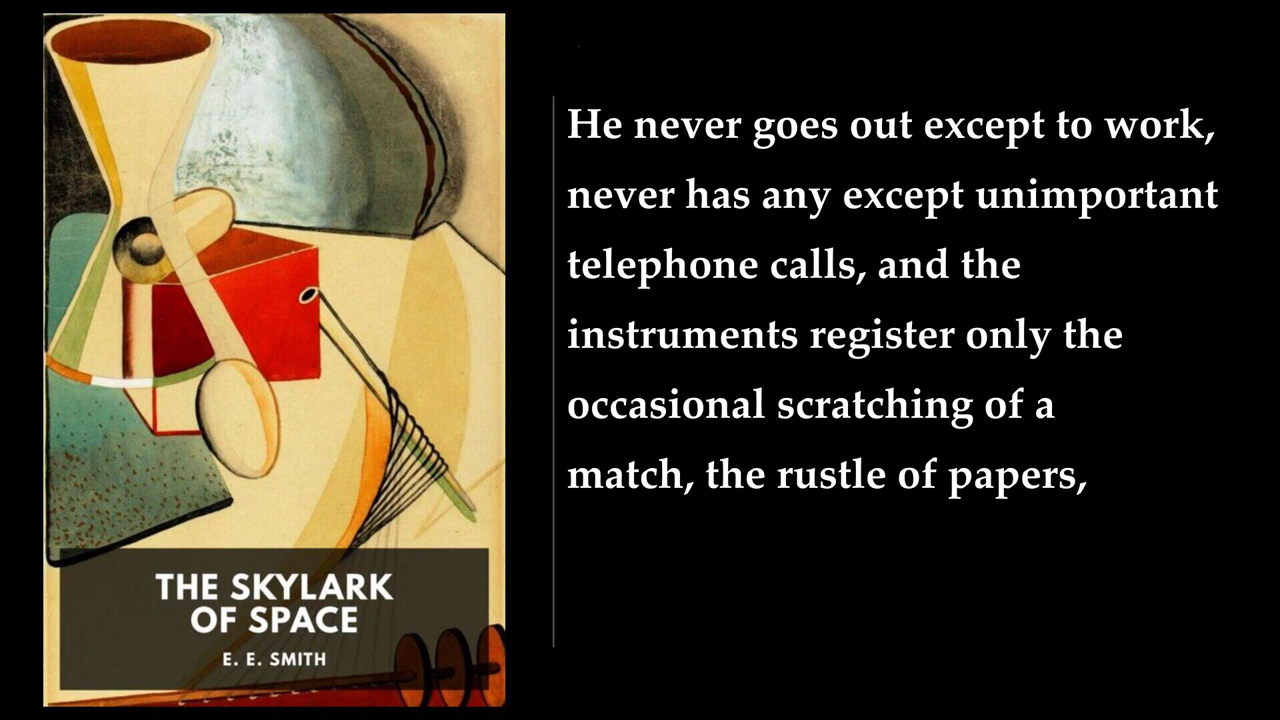 THE SKYLARK
OF SPACE
E. E. SMITH
He never goes out except to work,
never has any except unimportant
telephone calls, and the
instruments register only the
occasional scratching of a
match, the rustle of papers,